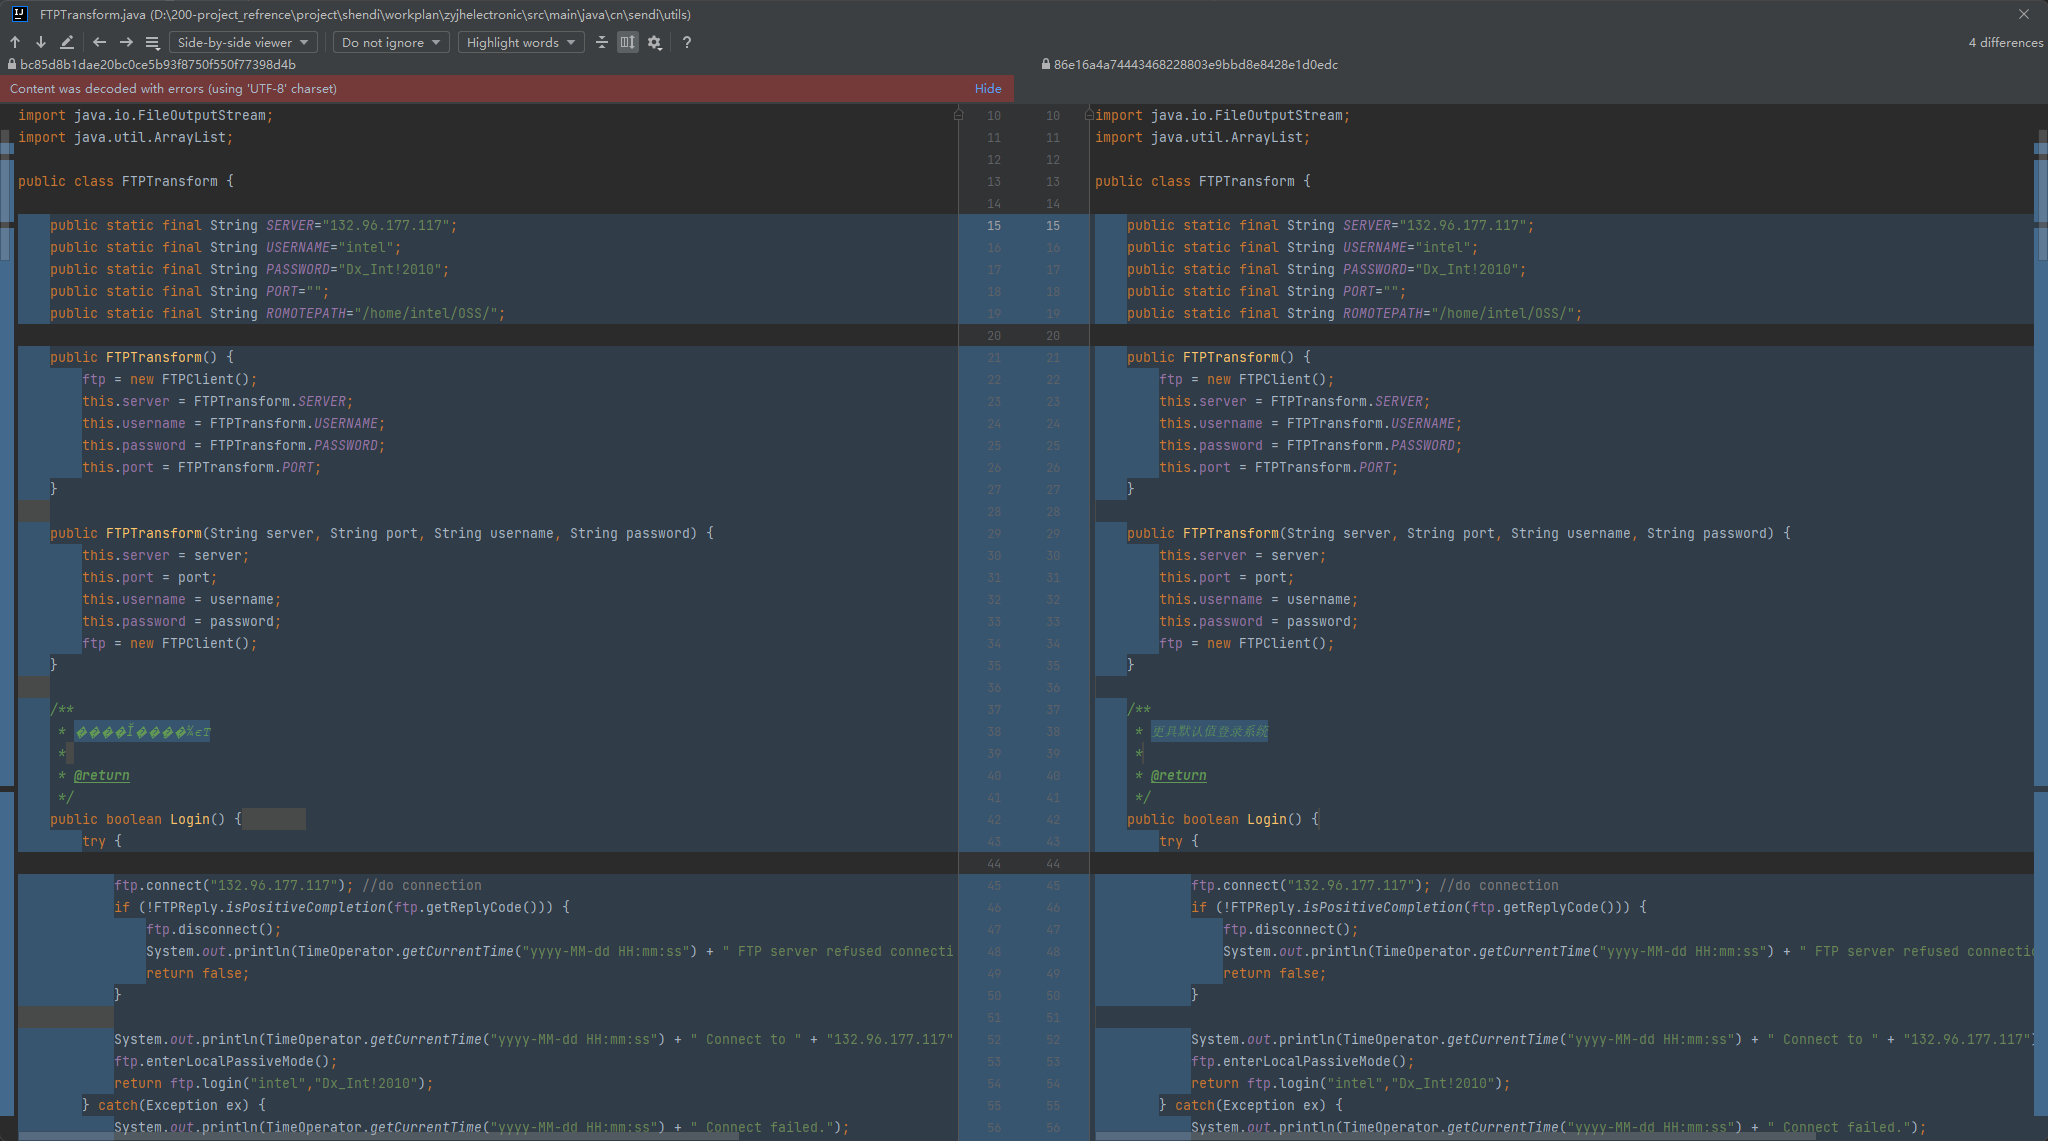 FTPTransform.java (D:\200-project_refrence\project\shendi\workplan\zyjhelectronic\src\main\java\cn\sendi\utils)
Side-by-side viewer
Do not ignore
Highlight words
?
4 differences
bc85d8b1dae20bc0ce5b93f8750f550f77398d4b
Content was decoded with errors (using 'UTF-8' charset)
Hide
import java.io.FileOutputStream; 10
import java.util.ArrayList; 11
12
public class FTPTransform { 13
14
public static final String SERVER="132.96.177.117"; 15
public static final String USERNAME="intel"; 16
public static final String PASSWORD="Dx_Int!2010"; 17
public static final String PORT=""; 18
public static final String ROMOTEPATH="/home/intel/OSS/"; 19
20
public FTPTransform() { 21
ftp = new FTPClient(); 22
this.server = FTPTransform.SERVER; 23
this.username = FTPTransform.USERNAME; 24
this.password = FTPTransform.PASSWORD; 25
this.port = FTPTransform.PORT; 26
} 27
28
public FTPTransform(String server, String port, String username, String password) { 29
this.server = server; 30
this.port = port; 31
this.username = username; 32
this.password = password; 33
ftp = new FTPClient(); 34
} 35
36
/** 37
* 38
* 39
* @return 40
*/ 41
public boolean Login() { 42
try { 43
44
ftp.connect("132.96.177.117"); //do connection 45
if (!FTPReply.isPositiveCompletion(ftp.getReplyCode())) { 46
ftp.disconnect(); 47
System.out.println(TimeOperator.getCurrentTime("yyyy-MM-dd HH:mm:ss") + " FTP server refused connecti 48
return false; 49
} 50
51
System.out.println(TimeOperator.getCurrentTime("yyyy-MM-dd HH:mm:ss") + " Connect to " + "132.96.177.117" 52
ftp.enterLocalPassiveMode(); 53
return ftp.login("intel","Dx_Int!2010"); 54
} catch(Exception ex) { 55
System.out.println(TimeOperator.getCurrentTime("yyyy-MM-dd HH:mm:ss") + " Connect failed."); 56
86e16a4a74443468228803e9bbd8e8428e1d0edc
10 import java.io.FileOutputStream;
11 import java.util.ArrayList;
12
13 public class FTPTransform {
14
15 public static final String SERVER="132.96.177.117";
16 public static final String USERNAME="intel";
17 public static final String PASSWORD="Dx_Int!2010";
18 public static final String PORT="";
19 public static final String ROMOTEPATH="/home/intel/OSS/";
20
21 public FTPTransform() {
22 ftp = new FTPClient();
23 this.server = FTPTransform.SERVER;
24 this.username = FTPTransform.USERNAME;
25 this.password = FTPTransform.PASSWORD;
26 this.port = FTPTransform.PORT;
27 }
28
29 public FTPTransform(String server, String port, String username, String password) {
30 this.server = server;
31 this.port = port;
32 this.username = username;
33 this.password = password;
34 ftp = new FTPClient();
35 }
36
37 /**
38 * 更具默认值登录系统
39 *
40 * @return
41 */
42 public boolean Login() {
43 try {
44
45 ftp.connect("132.96.177.117"); //do connection
46 if (!FTPReply.isPositiveCompletion(ftp.getReplyCode())) {
47 ftp.disconnect();
48 System.out.println(TimeOperator.getCurrentTime("yyyy-MM-dd HH:mm:ss") + " FTP server refused connectio
49 return false;
50 }
51
52 System.out.println(TimeOperator.getCurrentTime("yyyy-MM-dd HH:mm:ss") + " Connect to " + "132.96.177.117")
53 ftp.enterLocalPassiveMode();
54 return ftp.login("intel","Dx_Int!2010");
55 } catch(Exception ex) {
56 System.out.println(TimeOperator.getCurrentTime("yyyy-MM-dd HH:mm:ss") + " Connect failed.");